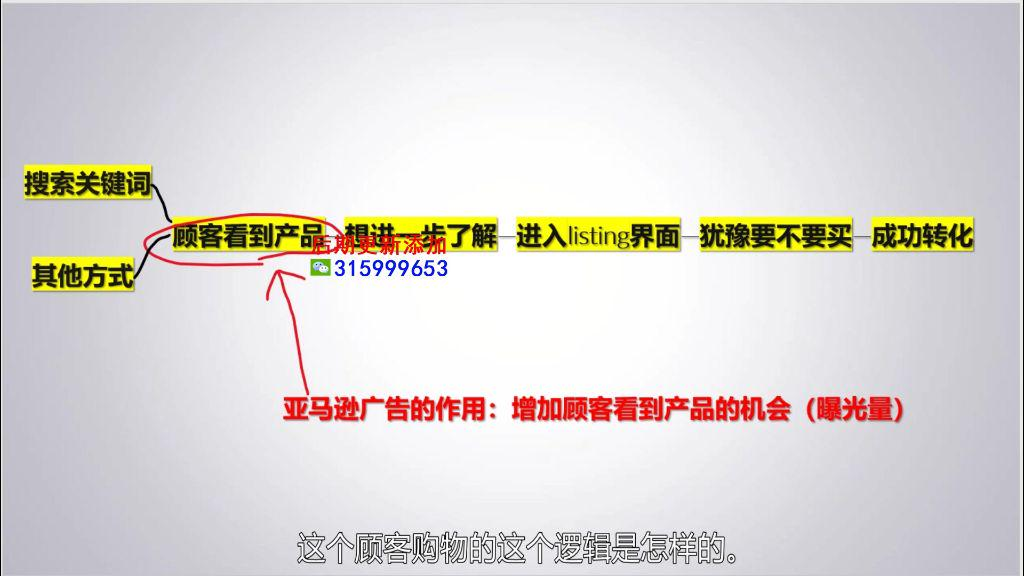 搜索关键词
顾客看到产品
想进一步了解
进入listing界面
犹豫要不要买
成功转化
后期更新添加
其他方式
315999653
亚马逊广告的作用：增加顾客看到产品的机会（曝光量）
这个顾客购物的这个逻辑是怎样的。